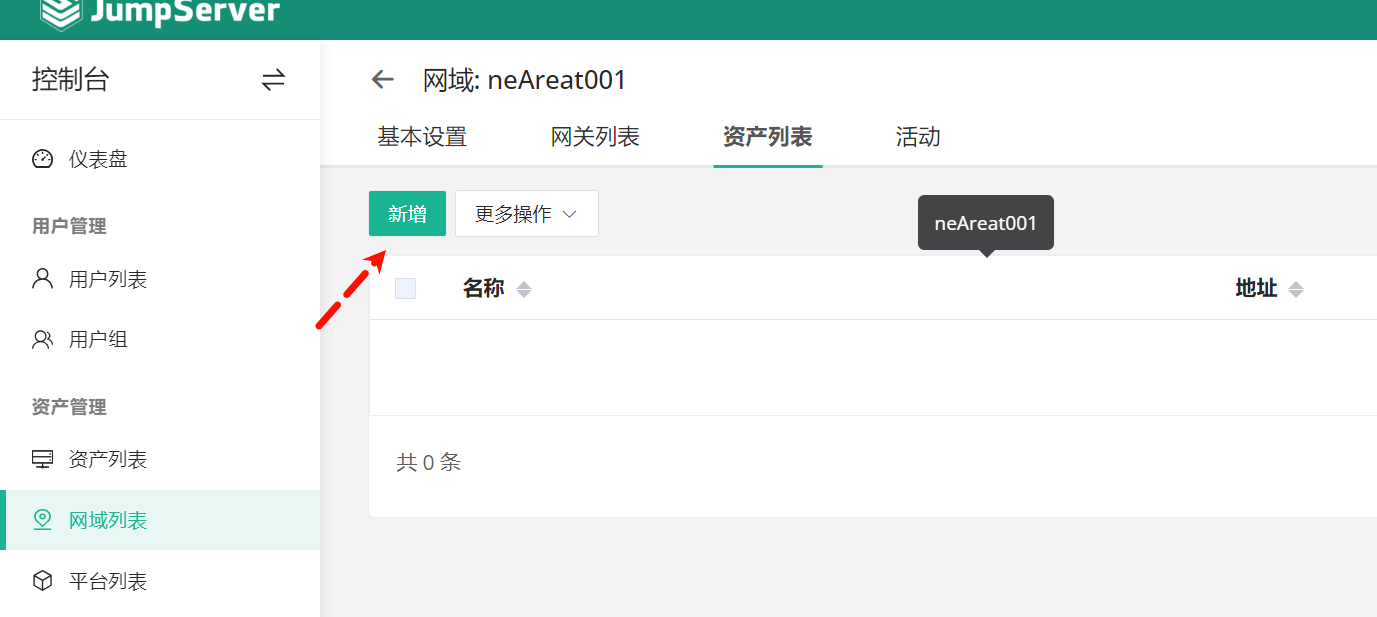 JumpServer
控制台
仪表盘
用户管理
用户列表
用户组
资产管理
资产列表
网域列表
平台列表
网域: neAreat001
基本设置 网关列表 资产列表 活动
新增 更多操作
neAreat001
名称 地址
共 0 条